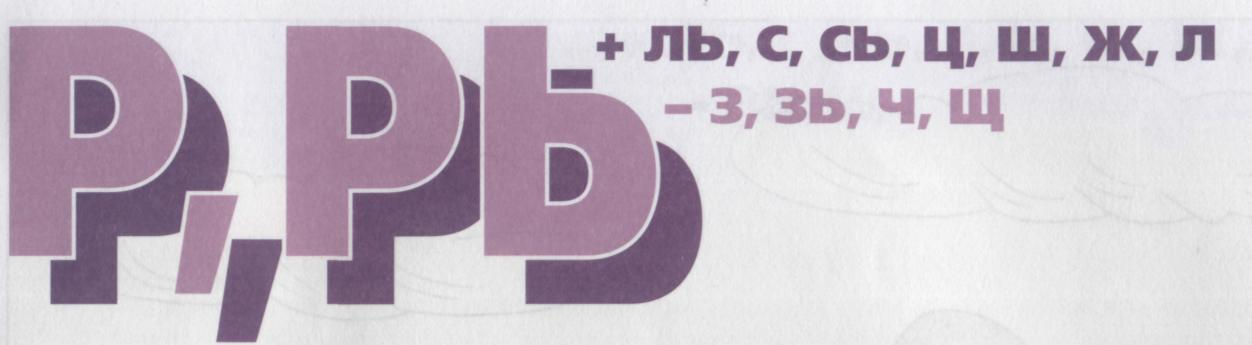 Р, РЬ
+ ЛЬ, С, СЬ, Ц, Ш, Ж, Л
– З, ЗЬ, Ч, Щ